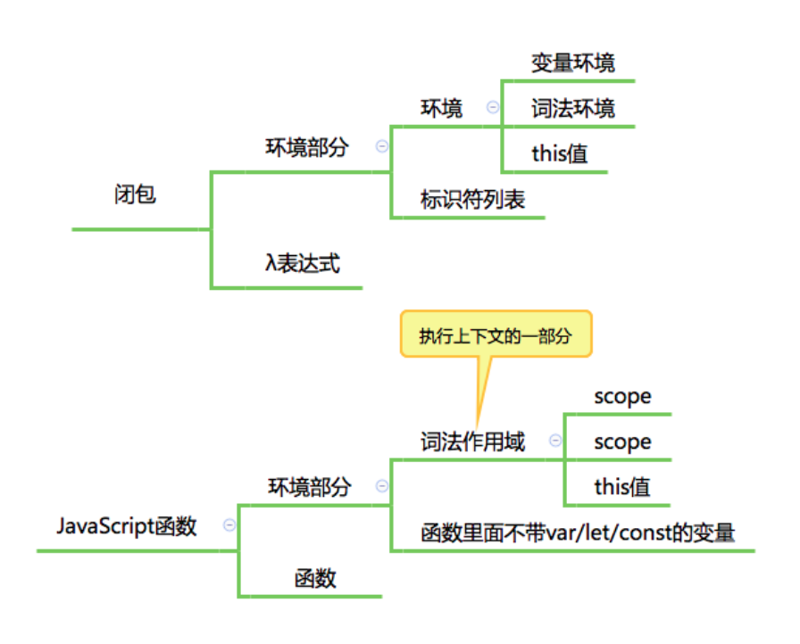 变量环境
环境
词法环境
环境部分
this值
闭包
标识符列表
λ表达式
执行上下文的一部分
scope
词法作用域
scope
环境部分
this值
JavaScript函数
函数里面不带var/let/const的变量
函数